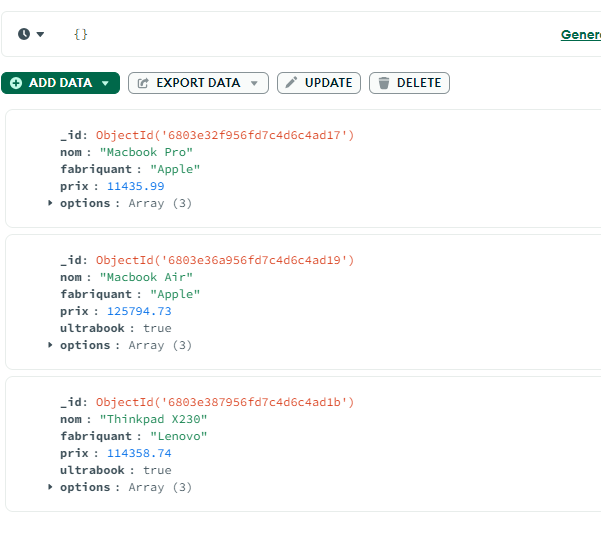 {}
Gener
ADD DATA
EXPORT DATA
UPDATE
DELETE
_id: ObjectId('6803e32f956fd7c4d6c4ad17')
nom : "Macbook Pro"
fabriquant : "Apple"
prix : 11435.99
options : Array (3)
_id: ObjectId('6803e36a956fd7c4d6c4ad19')
nom : "Macbook Air"
fabriquant : "Apple"
prix : 125794.73
ultrabook : true
options : Array (3)
_id: ObjectId('6803e387956fd7c4d6c4ad1b')
nom : "Thinkpad X230"
fabriquant : "Lenovo"
prix : 114358.74
ultrabook : true
options : Array (3)